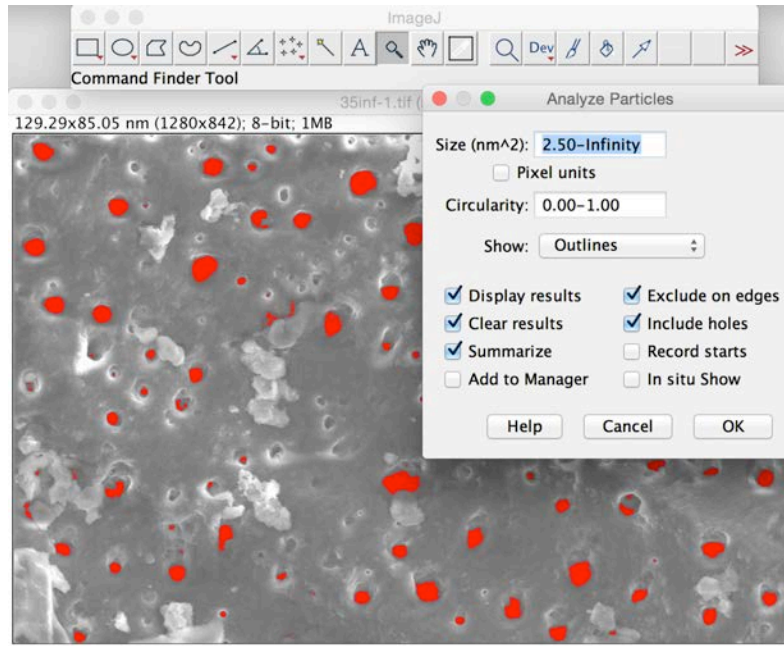 ImageJ
A Dev
Command Finder Tool
35inf-1.tif
129.29x85.05 nm (1280x842); 8-bit; 1MB
Analyze Particles
Size (nm^2): 2.50-Infinity
Pixel units
Circularity: 0.00-1.00
Show: Outlines
Display results Exclude on edges
Clear results Include holes
Summarize Record starts
Add to Manager In situ Show
Help Cancel OK